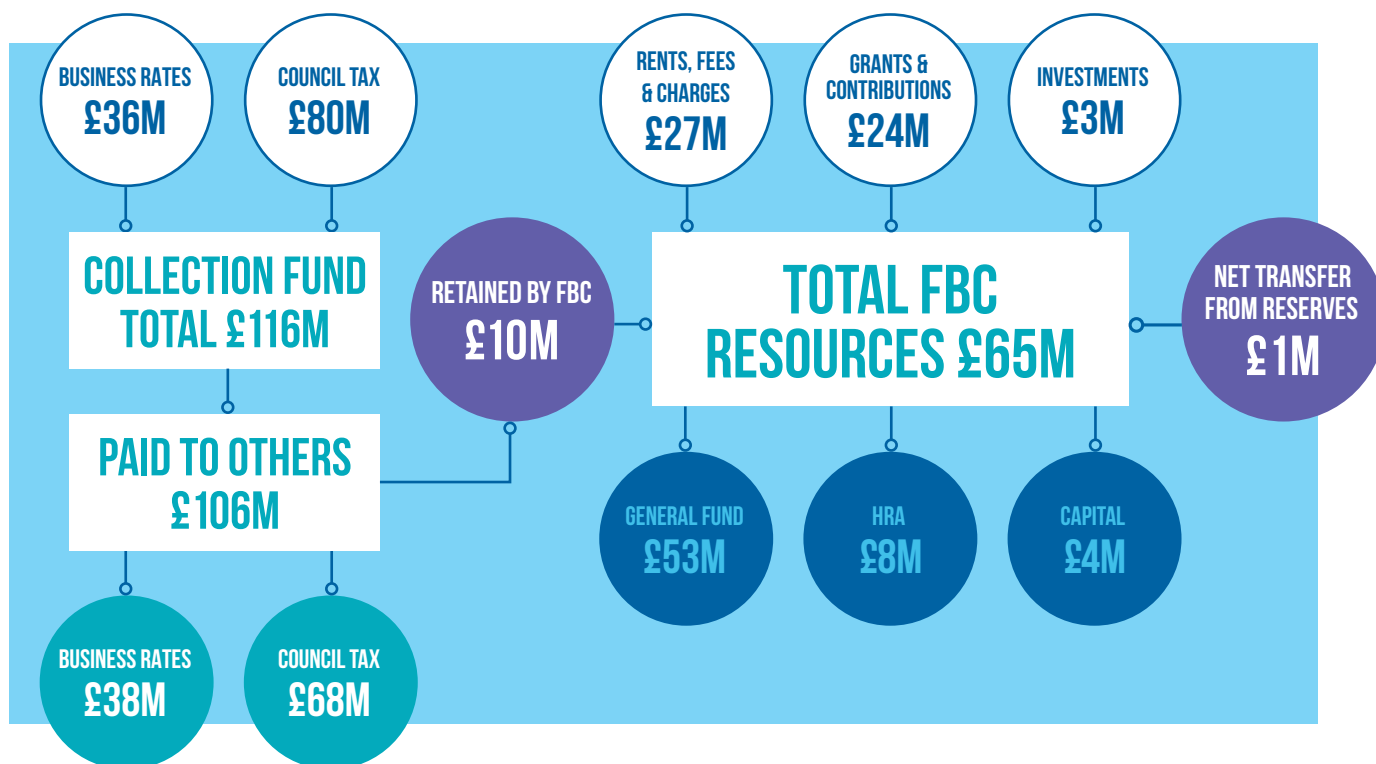 BUSINESS RATES
£36M
COUNCIL TAX
£80M
RENTS, FEES
& CHARGES
£27M
GRANTS &
CONTRIBUTIONS
£24M
INVESTMENTS
£3M
COLLECTION FUND
TOTAL £116M
RETAINED BY FBC
£10M
TOTAL FBC
RESOURCES £65M
NET TRANSFER
FROM RESERVES
£1M
PAID TO OTHERS
£106M
GENERAL FUND
£53M
HRA
£8M
CAPITAL
£4M
BUSINESS RATES
£38M
COUNCIL TAX
£68M